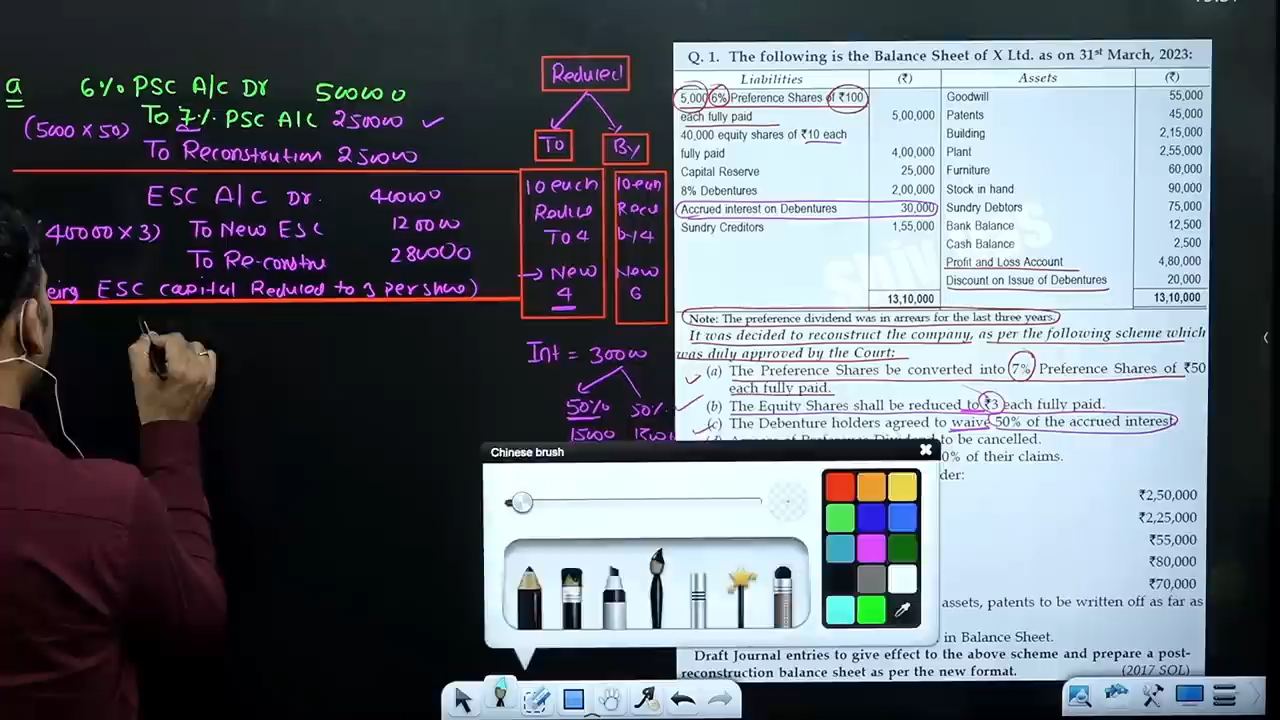 a
6% PSC A/C Dr 500000
To 7% PSC A/C 250000
(5000 x 50)
To Reconstrution 250000
ESC A/C Dr. 400000
(40000 x 3) To New ESC 120000
To Re-constru 280000
eing ESC capital Reduced to 3 per share)
Reduced
To By
10 each 10 each
Reduce Redu
To 4 by 4
→ New New
4 6
Int = 30000
50% 50%
15000
Q. 1. The following is the Balance Sheet of X Ltd. as on 31st March, 2023:
Liabilities (₹) Assets (₹)
5,000 6% Preference Shares of ₹100 Goodwill 55,000
each fully paid 5,00,000 Patents 45,000
40,000 equity shares of ₹10 each Building 2,15,000
fully paid 4,00,000 Plant 2,55,000
Capital Reserve 25,000 Furniture 60,000
8% Debentures 2,00,000 Stock in hand 90,000
Accrued interest on Debentures 30,000 Sundry Debtors 75,000
Sundry Creditors 1,55,000 Bank Balance 12,500
Cash Balance 2,500
Profit and Loss Account 4,80,000
Discount on Issue of Debentures 20,000
13,10,000 13,10,000
Note: The preference dividend was in arrears for the last three years.
It was decided to reconstruct the company, as per the following scheme which
was duly approved by the Court:
(a) The Preference Shares be converted into 7% Preference Shares of ₹50
each fully paid.
(b) The Equity Shares shall be reduced to ₹3 each fully paid.
(c) The Debenture holders agreed to waive 50% of the accrued interest.
(d) Arrears of Preference Dividend to be cancelled.
0% of their claims.
der:
₹2,50,000
₹2,25,000
₹55,000
₹80,000
₹70,000
assets, patents to be written off as far as
in Balance Sheet.
Draft Journal entries to give effect to the above scheme and prepare a post-
reconstruction balance sheet as per the new format. (2017 SOL)
Chinese brush